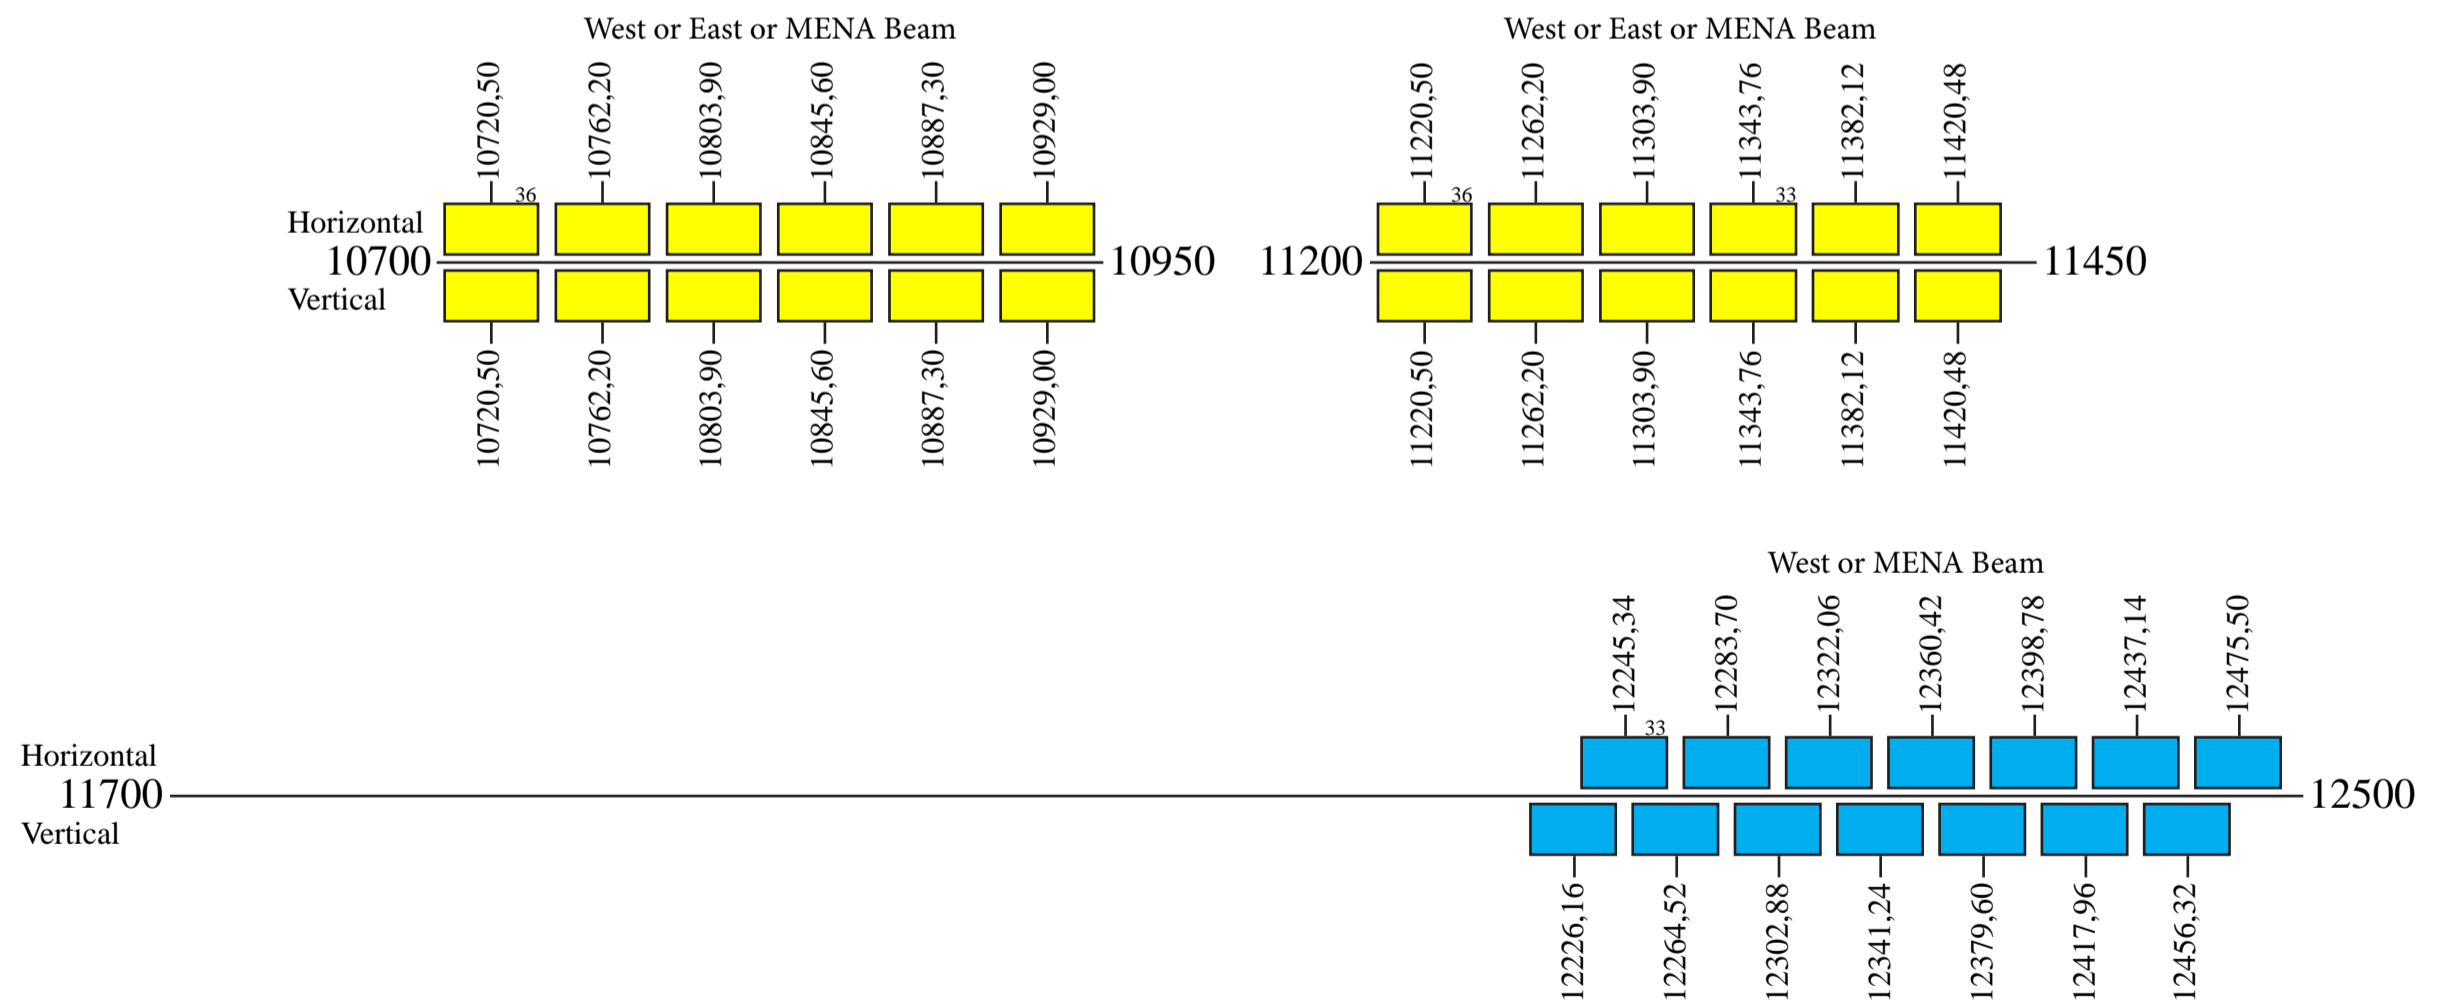 West or East or MENA Beam
10720,50 10762,20 10803,90 10845,60 10887,30 10929,00
36
Horizontal
10700 10950
Vertical
10720,50 10762,20 10803,90 10845,60 10887,30 10929,00
West or East or MENA Beam
11220,50 11262,20 11303,90 11343,76 11382,12 11420,48
36 33
11200 11450
11220,50 11262,20 11303,90 11343,76 11382,12 11420,48
West or MENA Beam
12245,34 12283,70 12322,06 12360,42 12398,78 12437,14 12475,50
33
Horizontal
11700 12500
Vertical
12226,16 12264,52 12302,88 12341,24 12379,60 12417,96 12456,32